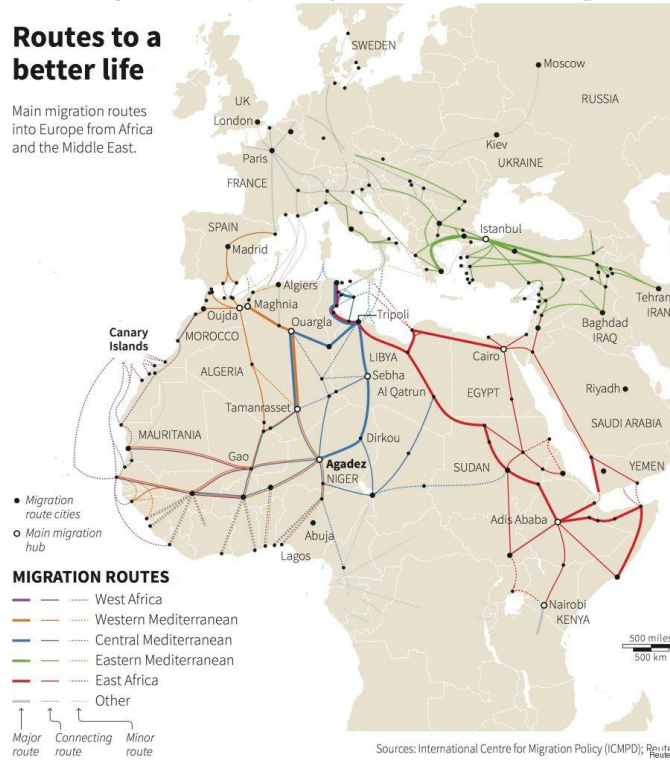 Routes to a
better life
Main migration routes
into Europe from Africa
and the Middle East.
SWEDEN
Moscow
RUSSIA
UK
London
Kiev
UKRAINE
Paris
FRANCE
SPAIN
Madrid
Istanbul
Algiers
Maghnia
Oujda
Ouargla
Tripoli
Tehran
IRAN
Baghdad
IRAQ
Canary
Islands
MOROCCO
LIBYA
Cairo
ALGERIA
Sebha
Al Qatrun
EGYPT
Riyadh
Tamanrasset
SAUDI ARABIA
MAURITANIA
Dirkou
Gao
Agadez
NIGER
SUDAN
YEMEN
Migration
route cities
Main migration
hub
Abuja
Adis Ababa
Lagos
MIGRATION ROUTES
West Africa
Western Mediterranean
Central Mediterranean
Eastern Mediterranean
East Africa
Other
Major
route
Connecting
route
Minor
route
Nairobi
KENYA
500 miles
500 km
Sources: International Centre for Migration Policy (ICMPD);
Reute